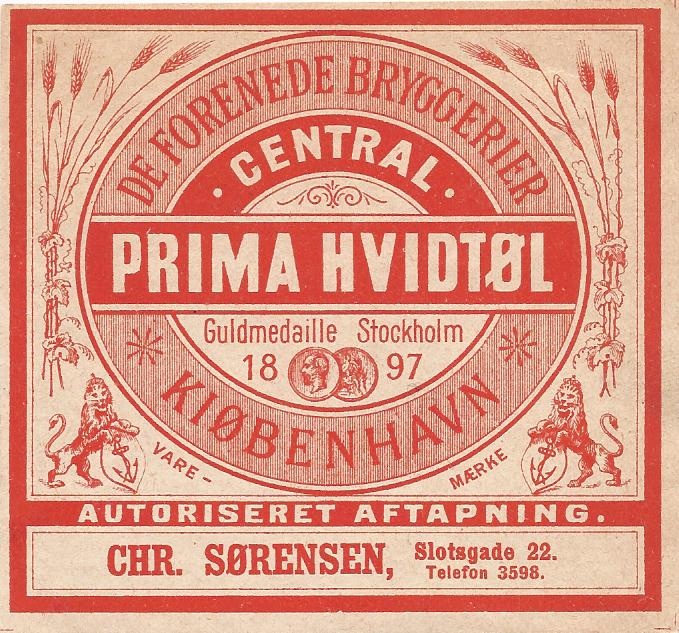 DE FORENEDE BRYGGERIER
· CENTRAL ·
PRIMA HVIDTØL
Guldmedaille Stockholm
18 97
KIØBENHAVN
VARE- MÆRKE
AUTORISERET AFTAPNING.
CHR. SØRENSEN, Slotsgade 22.
Telefon 3598.